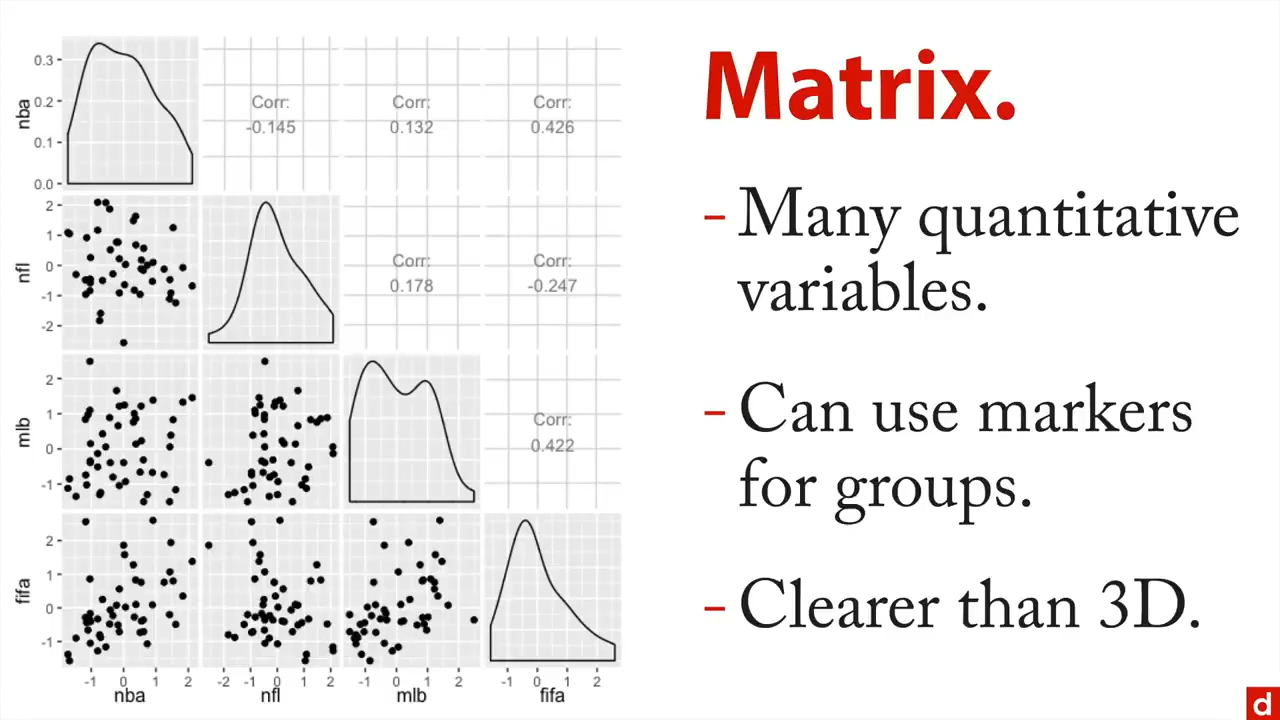 Matrix.
- Many quantitative
variables.
- Can use markers
for groups.
- Clearer than 3D.
nba
0.3
0.2
0.1
0.0
Corr:
-0.145
Corr:
0.132
Corr:
0.426
nfl
2
1
0
-1
-2
Corr:
0.178
Corr:
-0.247
mlb
2
1
0
-1
Corr:
0.422
fifa
2
1
0
-1
-1 0 1 2
nba
-2 -1 0 1 2
nfl
-1 0 1 2
mlb
-1 0 1 2
fifa
d